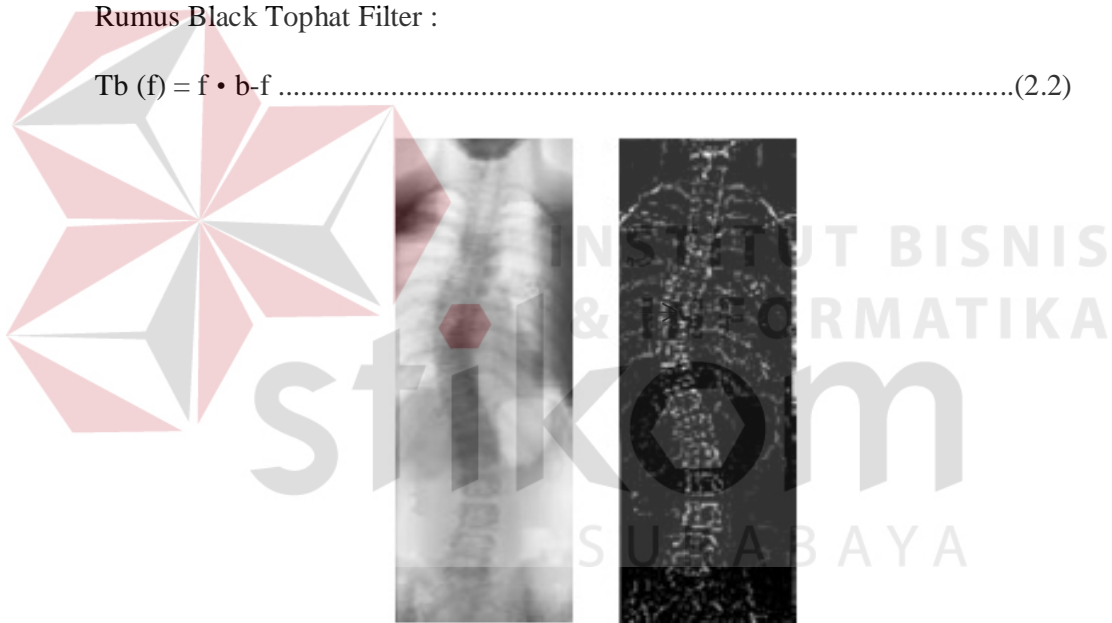 Rumus Black Tophat Filter :
Tb (f) = f • b-f ..................................................................................................(2.2)
INSTITUT BISNIS
& INFORMATIKA
stikom
SURABAYA